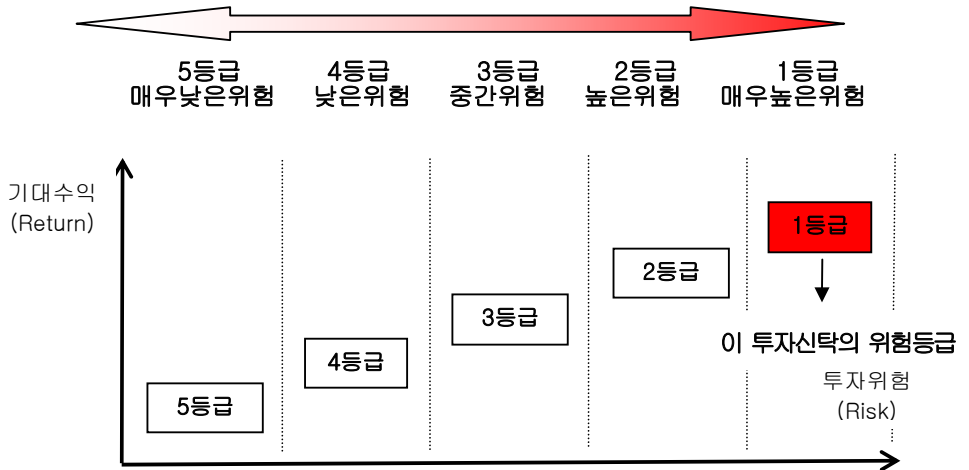 5등급 4등급 3등급 2등급 1등급
매우낮은위험 낮은위험 중간위험 높은위험 매우높은위험
기대수익
(Return)
1등급
2등급
3등급
이 투자신탁의 위험등급
4등급
투자위험
(Risk)
5등급